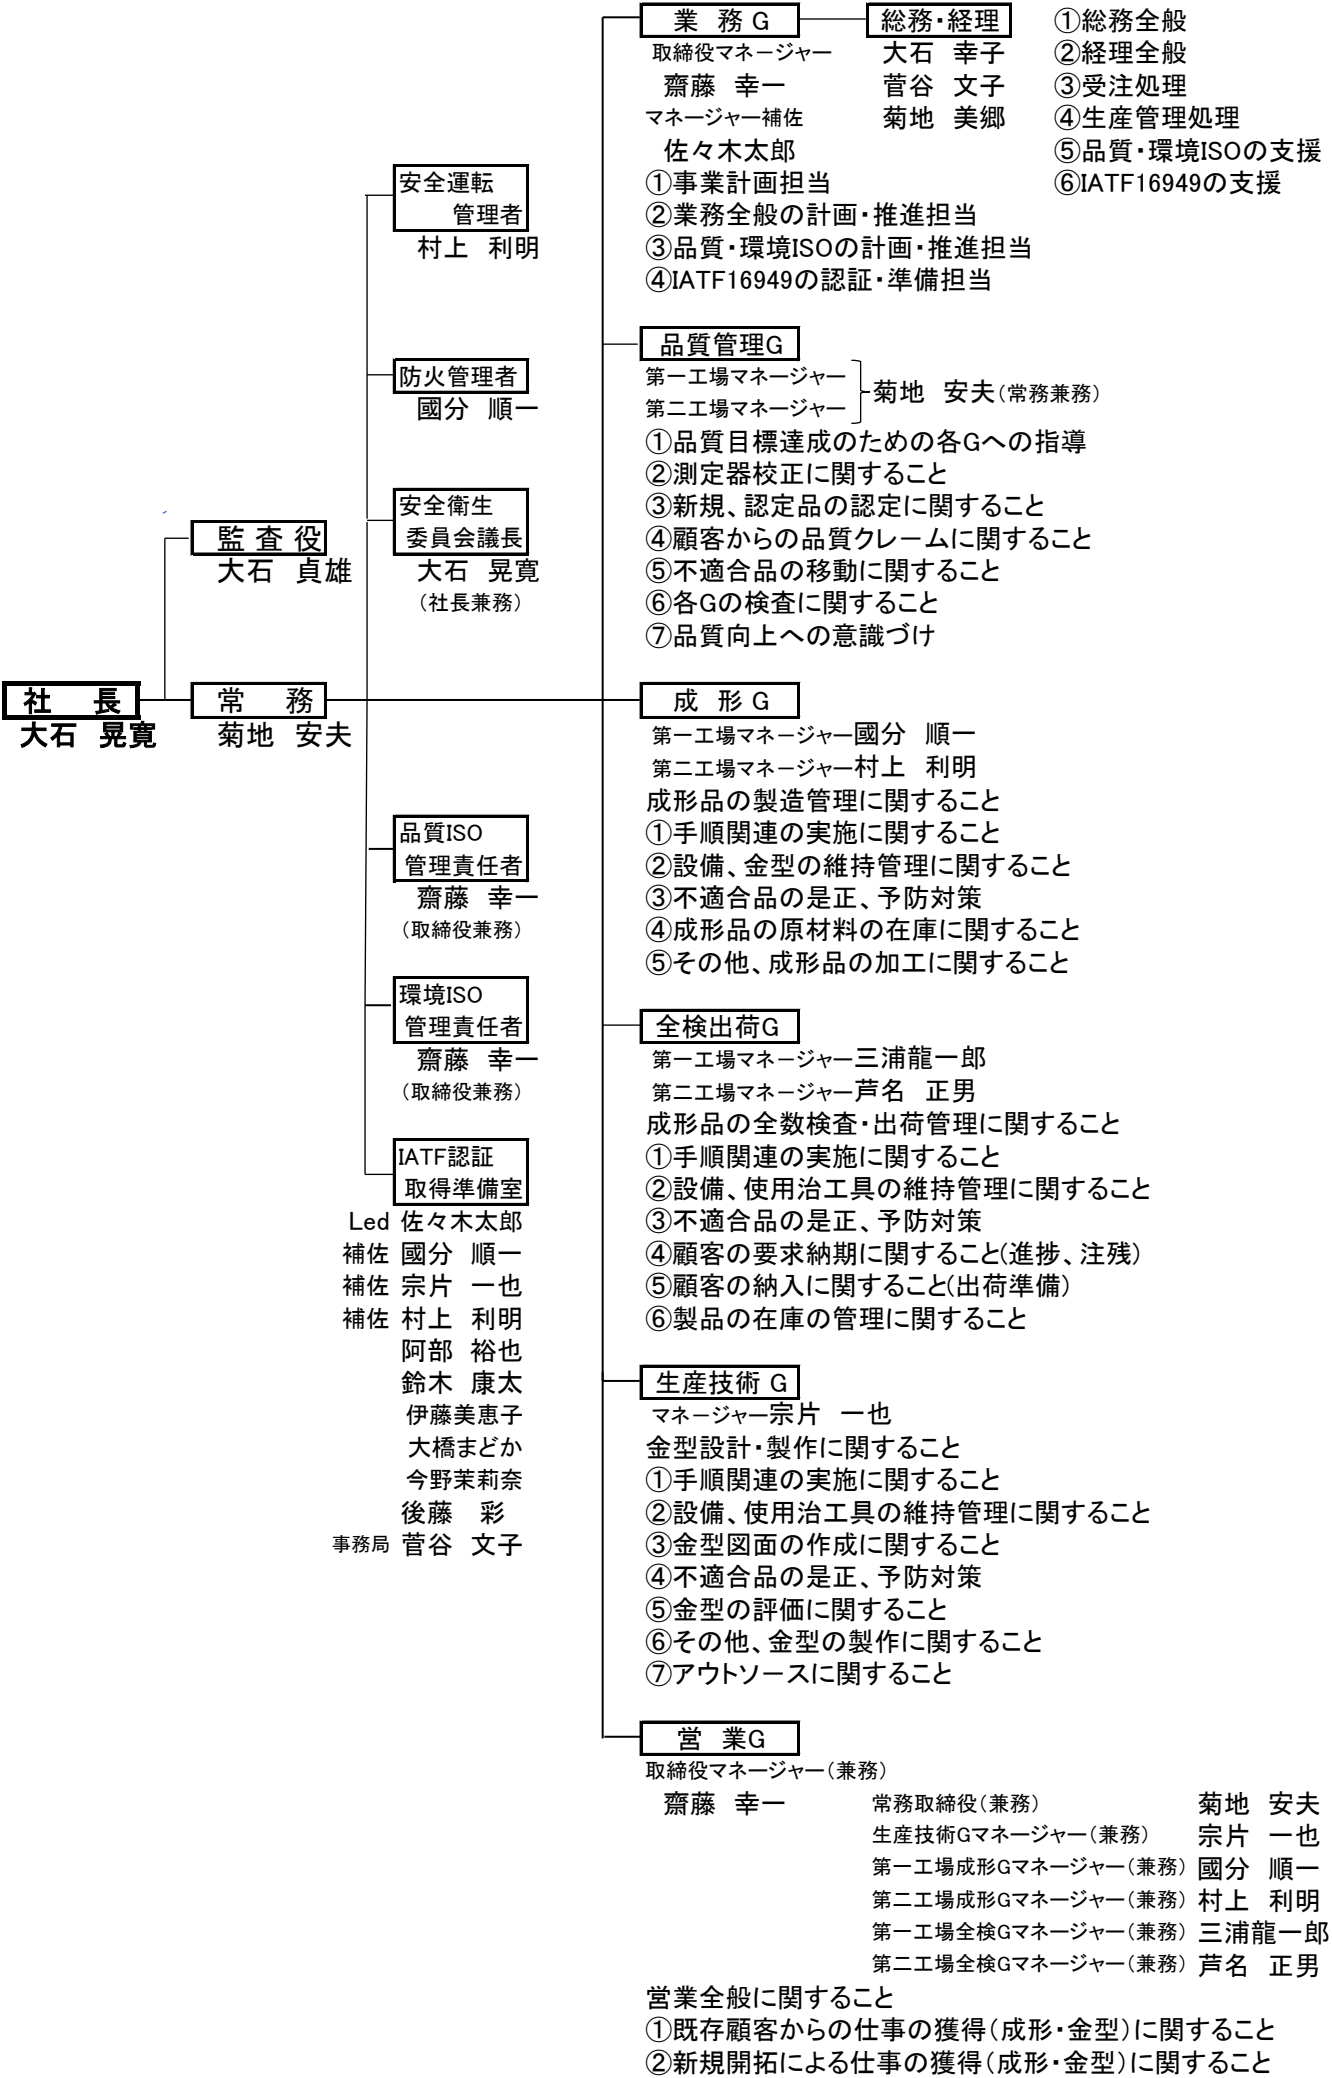 業　務 G
取締役マネージャー
齋藤　幸一
マネージャー補佐
佐々木太郎
①事業計画担当
②業務全般の計画・推進担当
③品質・環境ISOの計画・推進担当
④IATF16949の認証・準備担当
総務・経理
大石　幸子
菅谷　文子
菊地　美郷
①総務全般
②経理全般
③受注処理
④生産管理処理
⑤品質・環境ISOの支援
⑥IATF16949の支援
安全運転
管理者
村上　利明
防火管理者
國分　順一
安全衛生
委員会議長
大石　晃寛
（社長兼務）
監 査 役
大石　貞雄
社　長
大石　晃寛
常　務
菊地　安夫
品質ISO
管理責任者
齋藤　幸一
（取締役兼務）
環境ISO
管理責任者
齋藤　幸一
（取締役兼務）
IATF認証
取得準備室
Led 佐々木太郎
補佐 國分　順一
補佐 宗片　一也
補佐 村上　利明
阿部　裕也
鈴木　康太
伊藤美恵子
大橋まどか
今野茉莉奈
後藤　彩
事務局 菅谷　文子
品質管理G
第一工場マネージャー
第二工場マネージャー
菊地　安夫（常務兼務）
①品質目標達成のための各Gへの指導
②測定器校正に関すること
③新規、認定品の認定に関すること
④顧客からの品質クレームに関すること
⑤不適合品の移動に関すること
⑥各Gの検査に関すること
⑦品質向上への意識づけ
成　形 G
第一工場マネージャー國分　順一
第二工場マネージャー村上　利明
成形品の製造管理に関すること
①手順関連の実施に関すること
②設備、金型の維持管理に関すること
③不適合品の是正、予防対策
④成形品の原材料の在庫に関すること
⑤その他、成形品の加工に関すること
全検出荷G
第一工場マネージャー三浦龍一郎
第二工場マネージャー芦名　正男
成形品の全数検査・出荷管理に関すること
①手順関連の実施に関すること
②設備、使用治工具の維持管理に関すること
③不適合品の是正、予防対策
④顧客の要求納期に関すること（進捗、注残）
⑤顧客の納入に関すること（出荷準備）
⑥製品の在庫の管理に関すること
生産技術 G
マネージャー宗片　一也
金型設計・製作に関すること
①手順関連の実施に関すること
②設備、使用治工具の維持管理に関すること
③金型図面の作成に関すること
④不適合品の是正、予防対策
⑤金型の評価に関すること
⑥その他、金型の製作に関すること
⑦アウトソースに関すること
営　業G
取締役マネージャー（兼務）
齋藤　幸一
常務取締役（兼務） 菊地　安夫
生産技術Gマネージャー（兼務） 宗片　一也
第一工場成形Gマネージャー（兼務） 國分　順一
第二工場成形Gマネージャー（兼務） 村上　利明
第一工場全検Gマネージャー（兼務） 三浦龍一郎
第二工場全検Gマネージャー（兼務） 芦名　正男
営業全般に関すること
①既存顧客からの仕事の獲得（成形・金型）に関すること
②新規開拓による仕事の獲得（成形・金型）に関すること